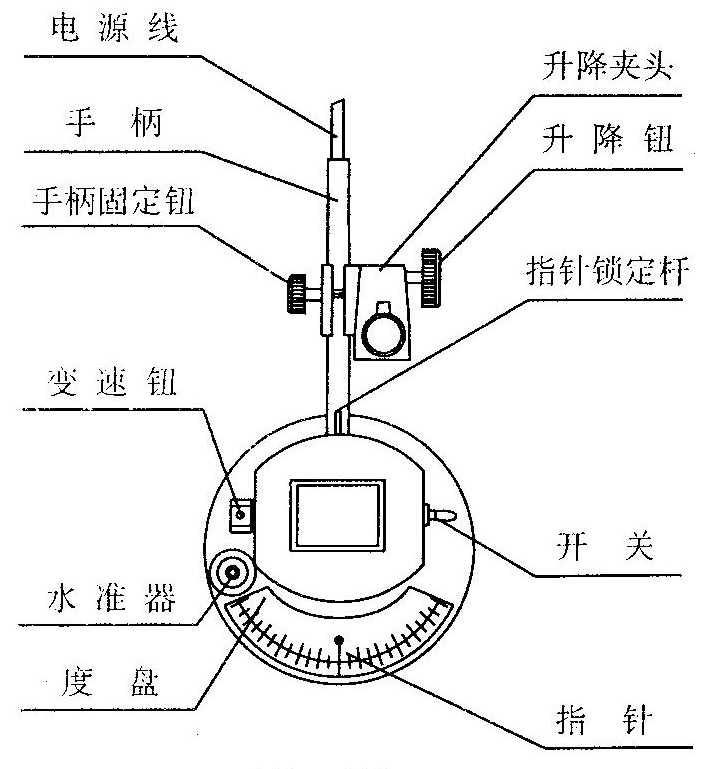 电源线
手柄
手柄固定钮
变速钮
水准器
度盘
升降夹头
升降钮
指针锁定杆
开关
指针